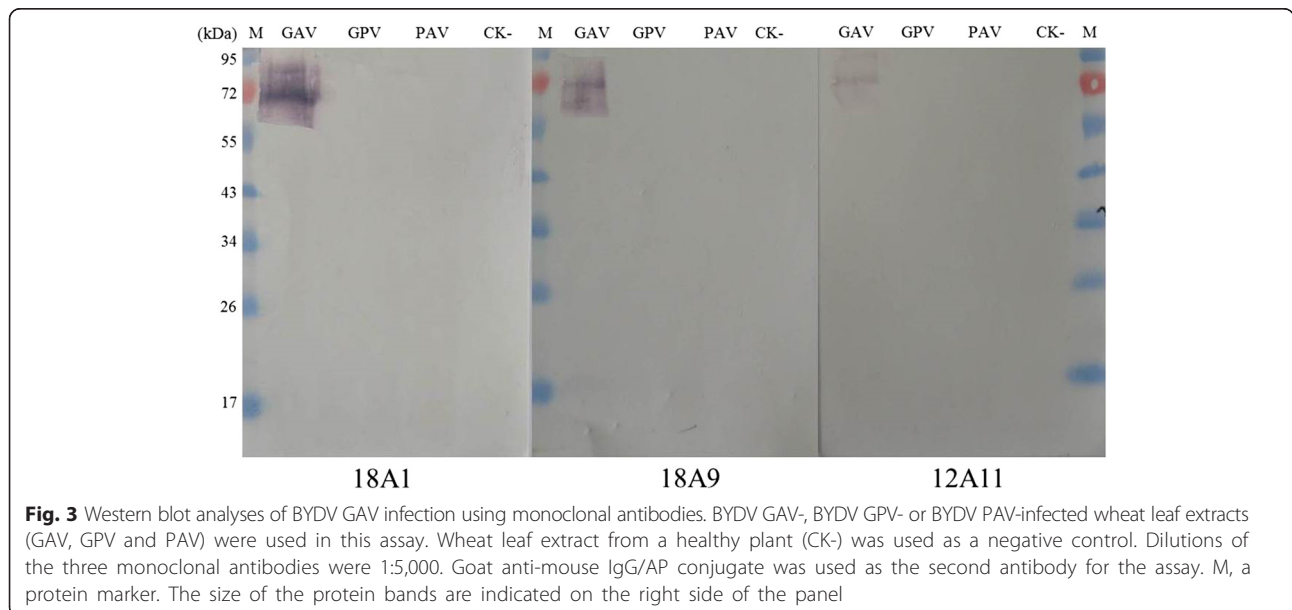 (kDa) M GAV GPV PAV CK- M GAV GPV PAV CK- GAV GPV PAV CK- M
95
72
55
43
34
26
17
18A1 18A9 12A11
Fig. 3 Western blot analyses of BYDV GAV infection using monoclonal antibodies. BYDV GAV-, BYDV GPV- or BYDV PAV-infected wheat leaf extracts
(GAV, GPV and PAV) were used in this assay. Wheat leaf extract from a healthy plant (CK-) was used as a negative control. Dilutions of
the three monoclonal antibodies were 1:5,000. Goat anti-mouse IgG/AP conjugate was used as the second antibody for the assay. M, a
protein marker. The size of the protein bands are indicated on the right side of the panel